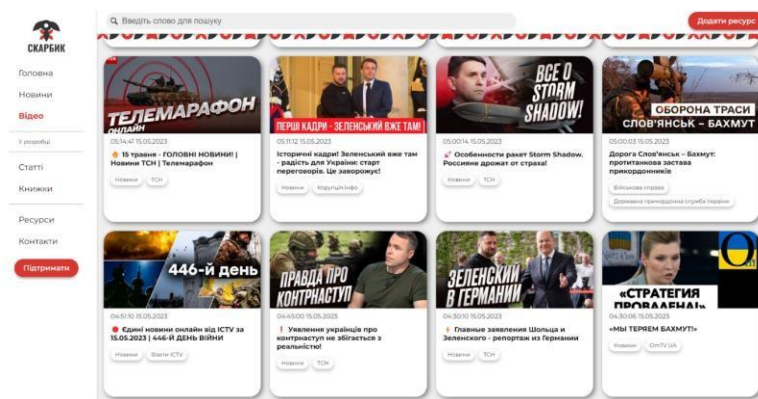 СКАРБИК
Введіть слово для пошуку
Додати ресурс
Головна
Новини
Відео
У розробці
Статті
Книжки
Ресурси
Контакти
Підтримати
ТЕЛЕМАРАФОН
ОНЛАЙН
05:14:41 15.05.2023
15 травня - ГОЛОВНІ НОВИНИ! |
Новини ТСН | Телемарафон
Новини ТСН
ПЕРШІ КАДРИ - ЗЕЛЕНСЬКИЙ ВЖЕ ТАМ!
05:11:12 15.05.2023
Історичні кадри! Зеленський вже там
- радість для України: старт
переговорів. Це заворожує!
Новини Корупція.Інфо
ВСЕ О
STORM
SHADOW!
05:00:14 15.05.2023
Особенности ракет Storm Shadow.
Россияне дрожат от страха!
Новини ТСН
ОБОРОНА ТРАСИ
СЛОВ'ЯНСЬК – БАХМУТ
05:00:03 15.05.2023
Дорога Слов'янськ – Бахмут:
протитанкова застава
прикордонників
Військова справа
Державна прикордонна служба України
446-й день
04:51:10 15.05.2023
Єдині новини онлайн від ICTV за
15.05.2023 | 446-Й ДЕНЬ ВІЙНИ
Новини Факти ICTV
ПРАВДА ПРО
КОНТРНАСТУП
04:45:00 15.05.2023
Уявлення українців про
контрнаступ не збігається з
реальністю!
Новини ТСН
ЗЕЛЕНСКИЙ
В ГЕРМАНИИ
04:30:10 15.05.2023
Главные заявления Шольца и
Зеленского - репортаж из Германии
Новини ТСН
«СТРАТЕГИЯ
ПРОВАЛЕНА!»
04:30:06 15.05.2023
«МЫ ТЕРЯЕМ БАХМУТ!»
Новини OmTV UA